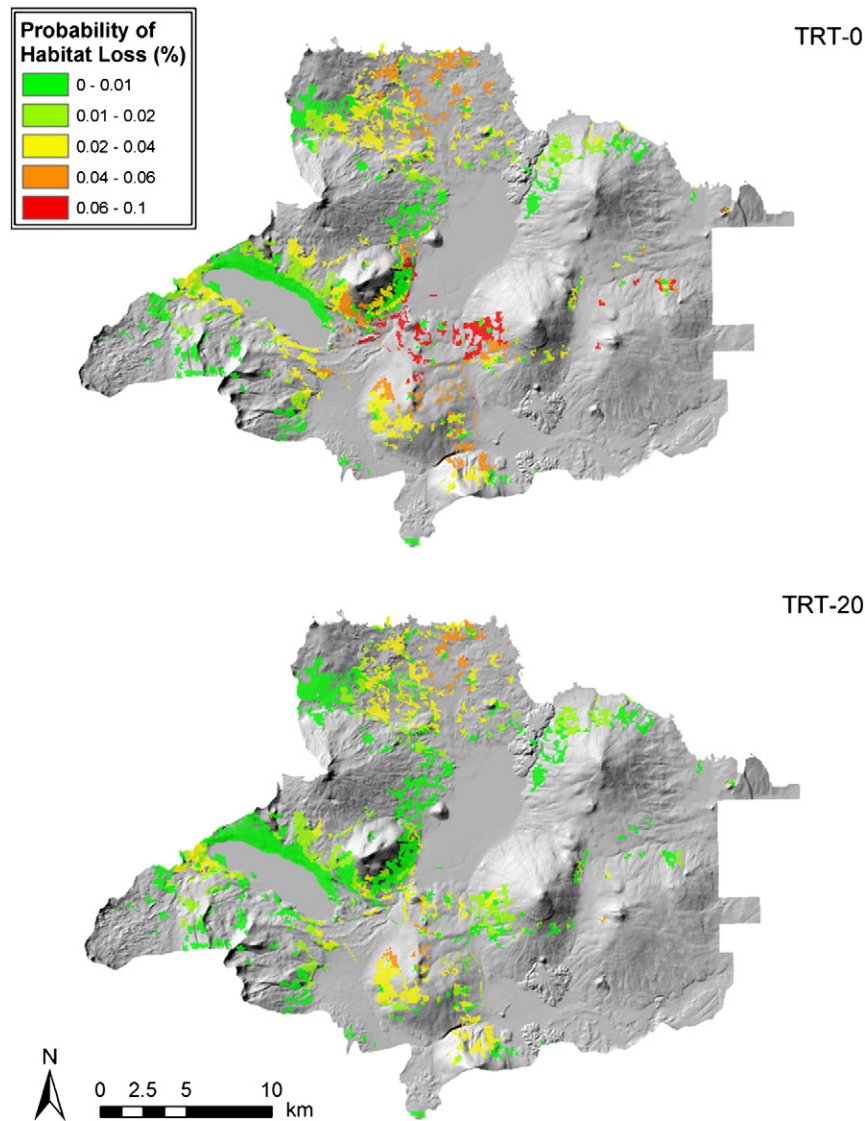 Probability of
Habitat Loss (%)
0 - 0.01
0.01 - 0.02
0.02 - 0.04
0.04 - 0.06
0.06 - 0.1
TRT-0
TRT-20
N
0 2.5 5 10
km